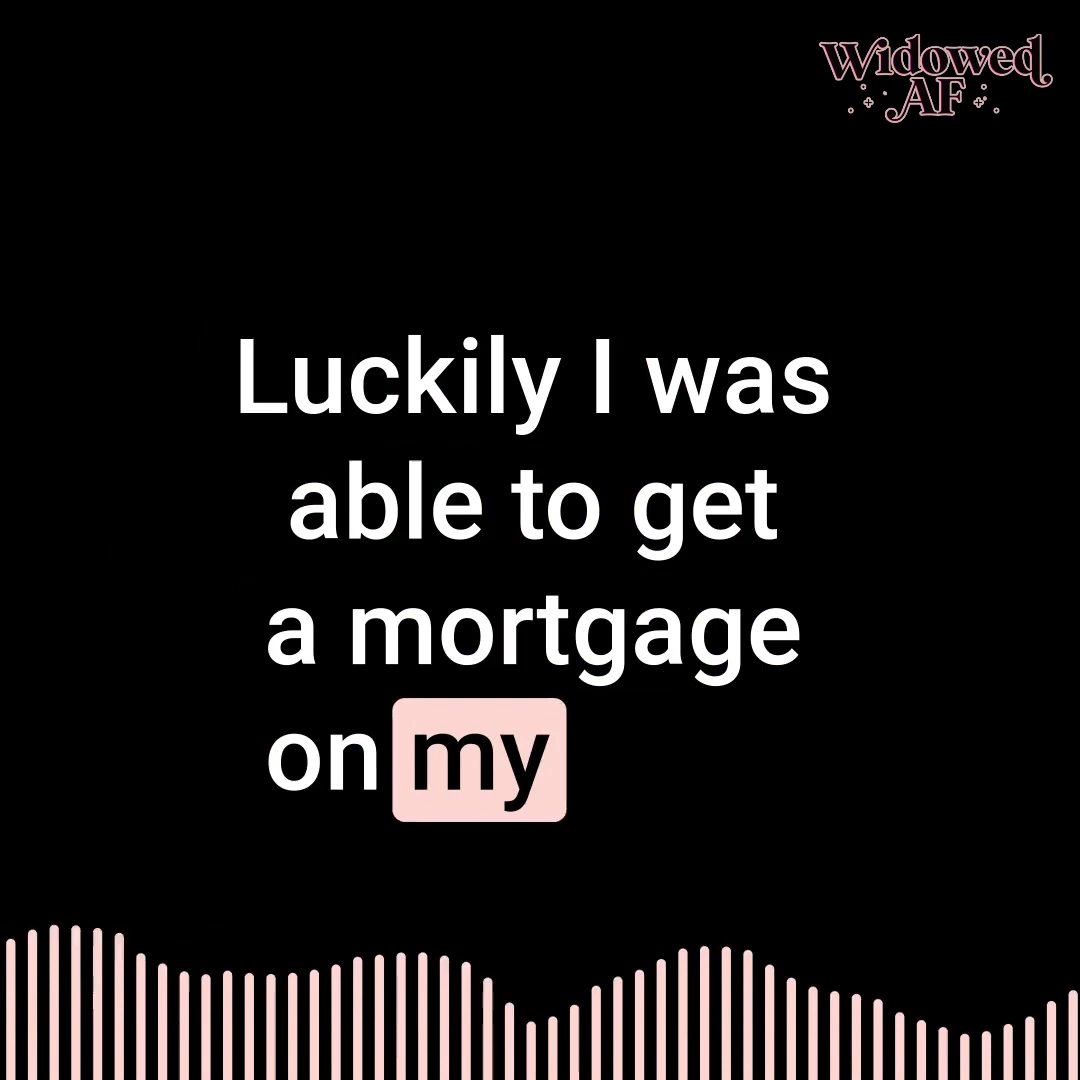 Widowed
AF
Luckily I was
able to get
a mortgage
on my